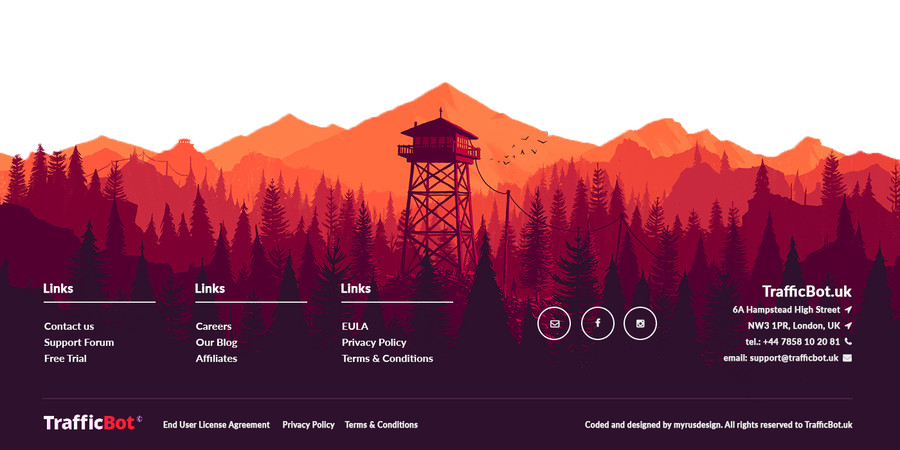 Links
Contact us
Support Forum
Free Trial
Links
Careers
Our Blog
Affiliates
Links
EULA
Privacy Policy
Terms & Conditions
TrafficBot.uk
6A Hampstead High Street
NW3 1PR, London, UK
tel.: +44 7858 10 20 81
email: support@trafficbot.uk
TrafficBot ©
End User License Agreement
Privacy Policy
Terms & Conditions
Coded and designed by myrusdesign. All rights reserved to TrafficBot.uk